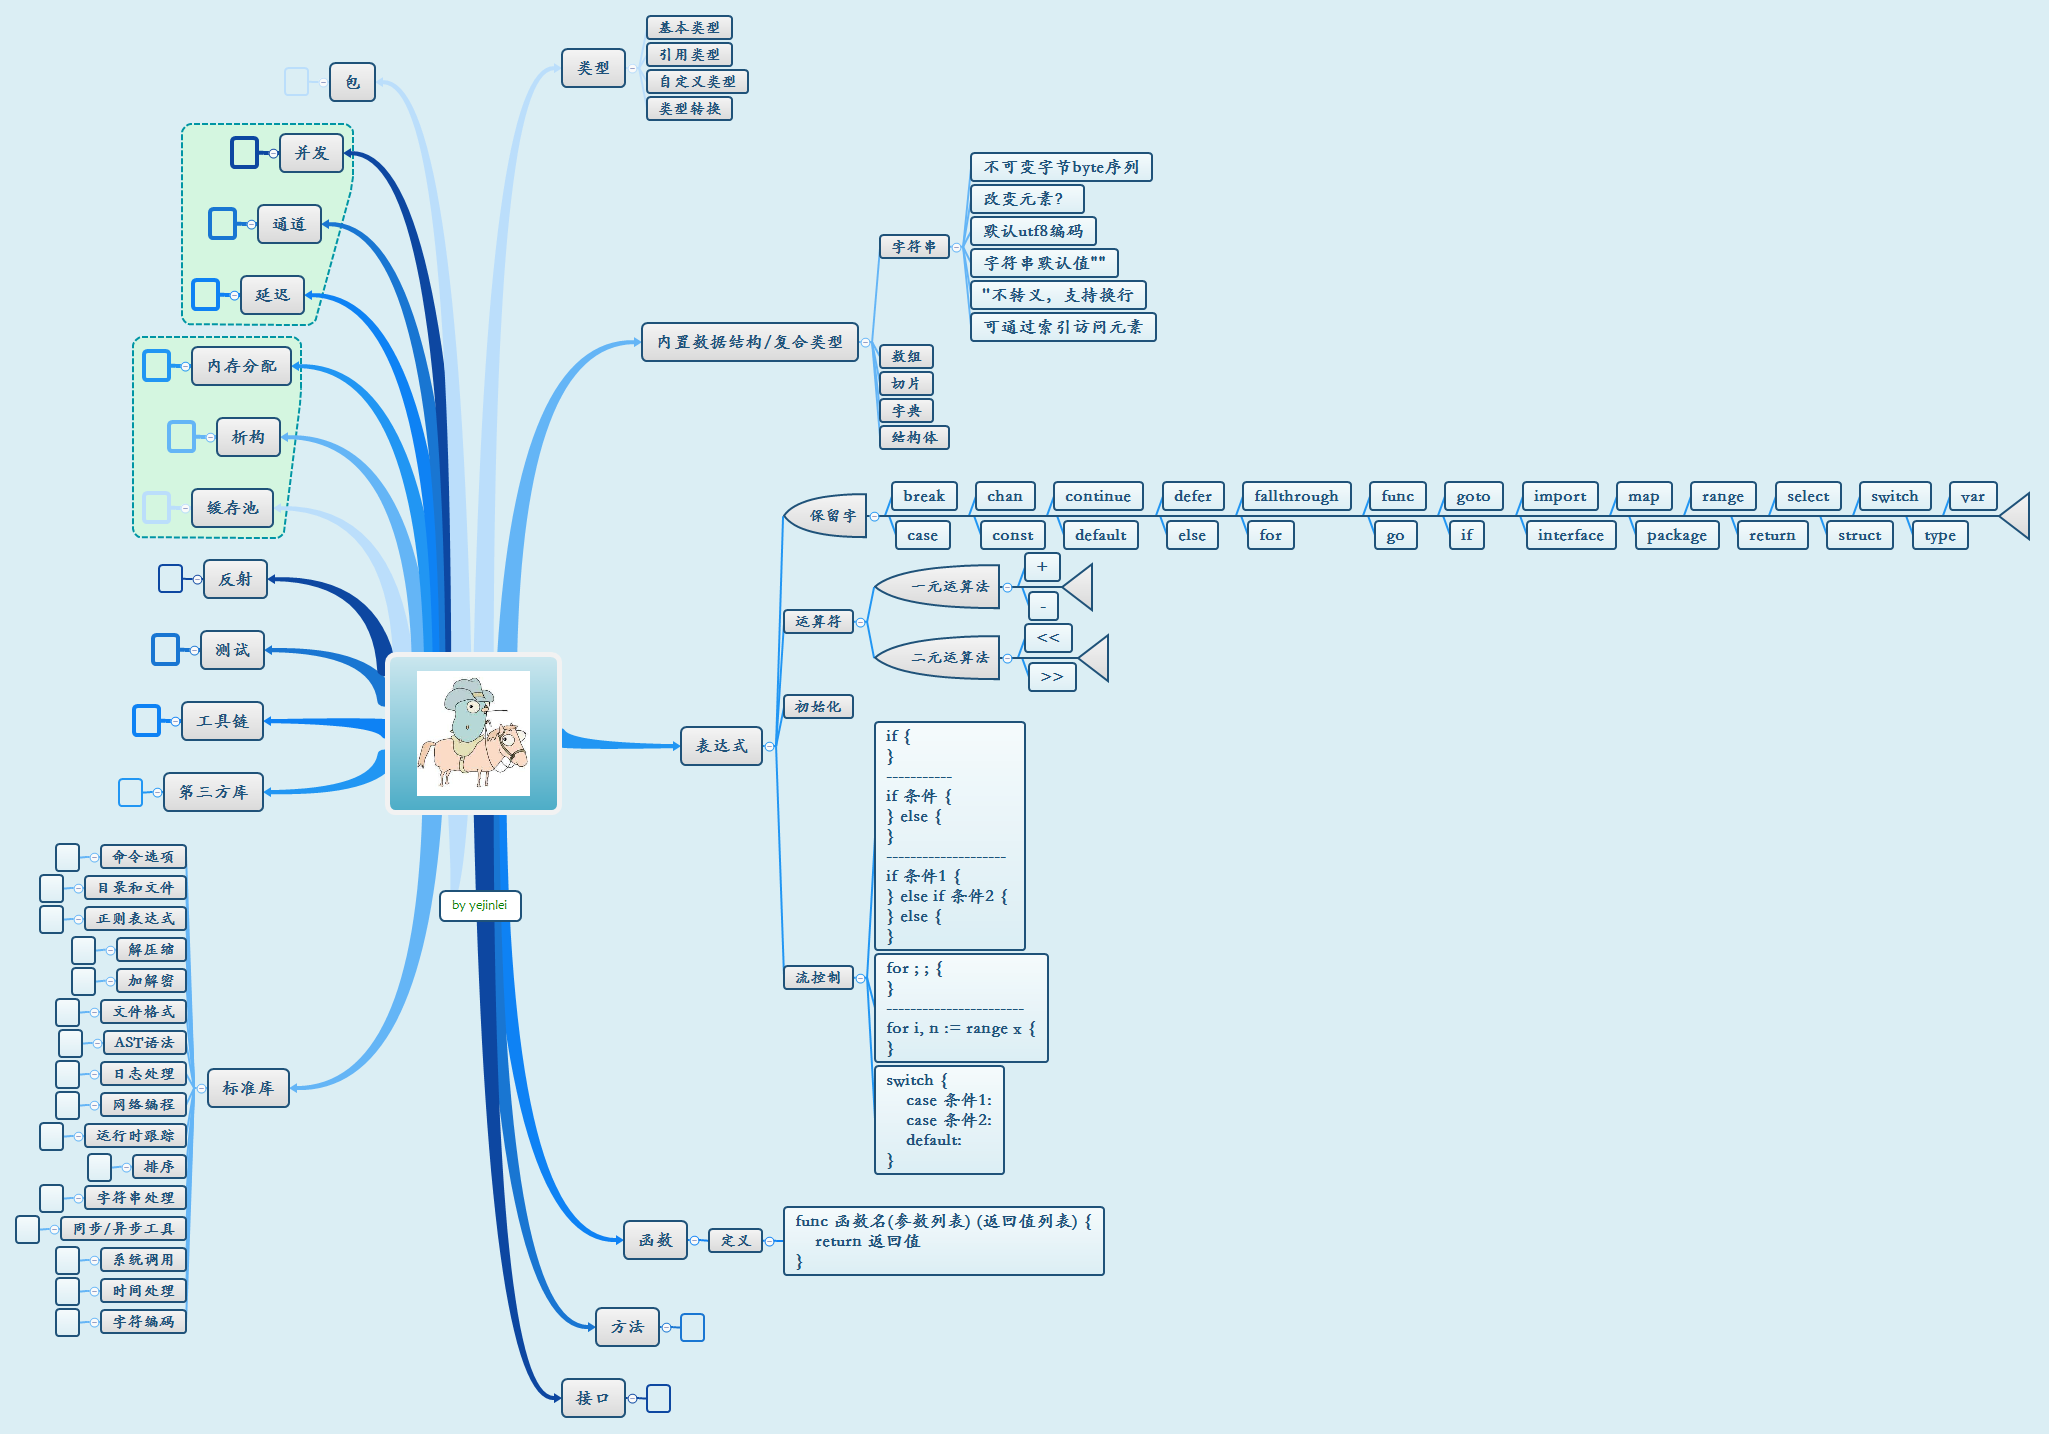 类型
基本类型
引用类型
自定义类型
类型转换
内置数据结构/复合类型
字符串
不可变字节byte序列
改变元素?
默认utf8编码
字符串默认值""
"不转义，支持换行
可通过索引访问元素
数组
切片
字典
结构体
表达式
保留字
break
chan
continue
defer
fallthrough
func
goto
import
map
range
select
switch
var
case
const
default
else
for
go
if
interface
package
return
struct
type
运算符
一元运算法
+
-
二元运算法
<<
>>
初始化
流控制
if {
}
-----------
if 条件 {
} else {
}
--------------------
if 条件1 {
} else if 条件2 {
} else {
}
for ; ; {
}
-----------------------
for i, n := range x {
}
switch {
case 条件1:
case 条件2:
default:
}
函数
定义
func 函数名(参数列表) (返回值列表) {
return 返回值
}
方法
接口
by yejinlei
包
并发
通道
延迟
内存分配
析构
缓存池
反射
测试
工具链
第三方库
标准库
命令选项
目录和文件
正则表达式
解压缩
加解密
文件格式
AST语法
日志处理
网络编程
运行时跟踪
排序
字符串处理
同步/异步工具
系统调用
时间处理
字符编码